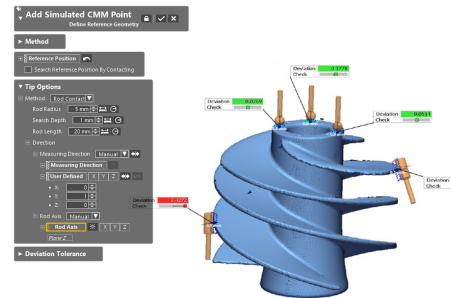 Add Simulated CMM Point
Define Reference Geometry
Method
Reference Position
Search Reference Position By Contacting
Tip Options
Method Rod Contact
Rod Radius 5 mm
Search Depth 1 mm
Rod Length 20 mm
Direction
Measuring Direction Manual
Measuring Direction
User Defined X Y Z
X: 0
Y: 1
Z: 0
Rod Axis Manual
Rod Axis X Y Z
Plane Z
Deviation Tolerance
Deviation 0.1778
Check
Deviation
Check
Deviation
Check
Deviation
Check
Deviation
Check